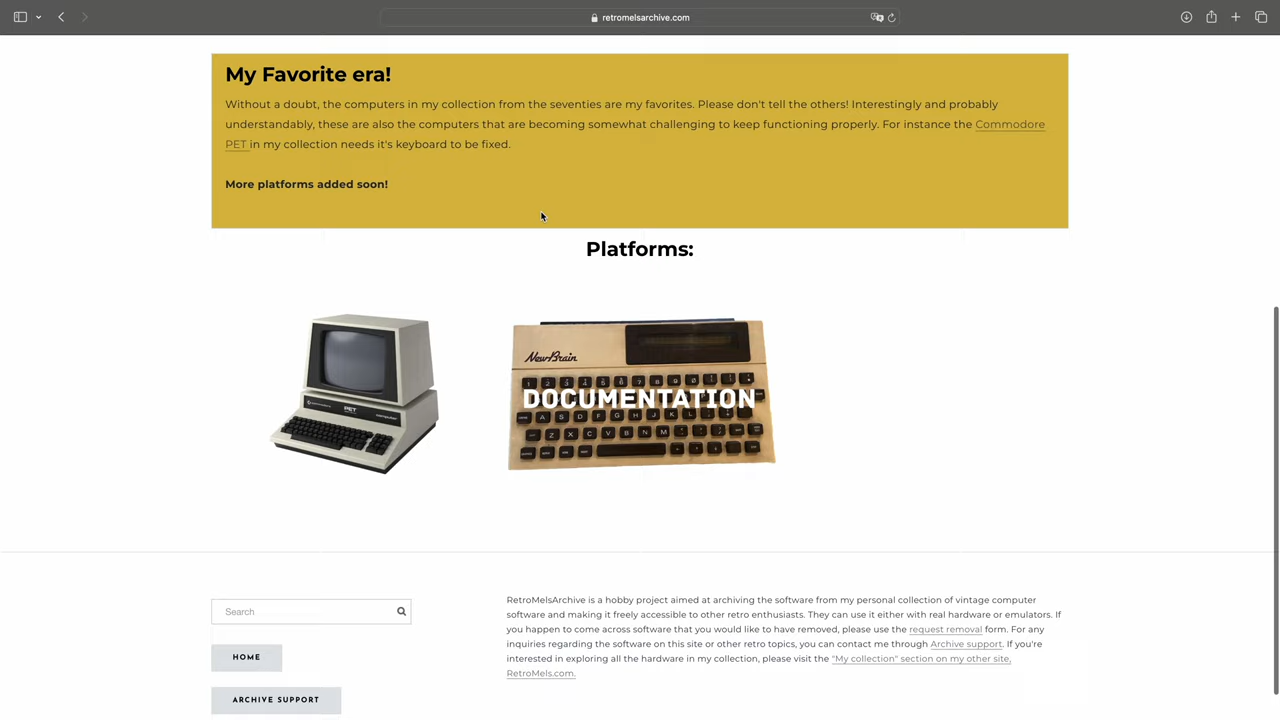 retromelsarchive.com
My Favorite era!
Without a doubt, the computers in my collection from the seventies are my favorites. Please don't tell the others! Interestingly and probably
understandably, these are also the computers that are becoming somewhat challenging to keep functioning properly. For instance the Commodore
PET in my collection needs it's keyboard to be fixed.
More platforms added soon!
Platforms:
PET
NewBrain
DOCUMENTATION
RetroMelsArchive is a hobby project aimed at archiving the software from my personal collection of vintage computer
software and making it freely accessible to other retro enthusiasts. They can use it either with real hardware or emulators. If
you happen to come across software that you would like to have removed, please use the request removal form. For any
inquiries regarding the software on this site or other retro topics, you can contact me through Archive support. If you're
interested in exploring all the hardware in my collection, please visit the "My collection" section on my other site,
RetroMels.com.
Search
HOME
ARCHIVE SUPPORT